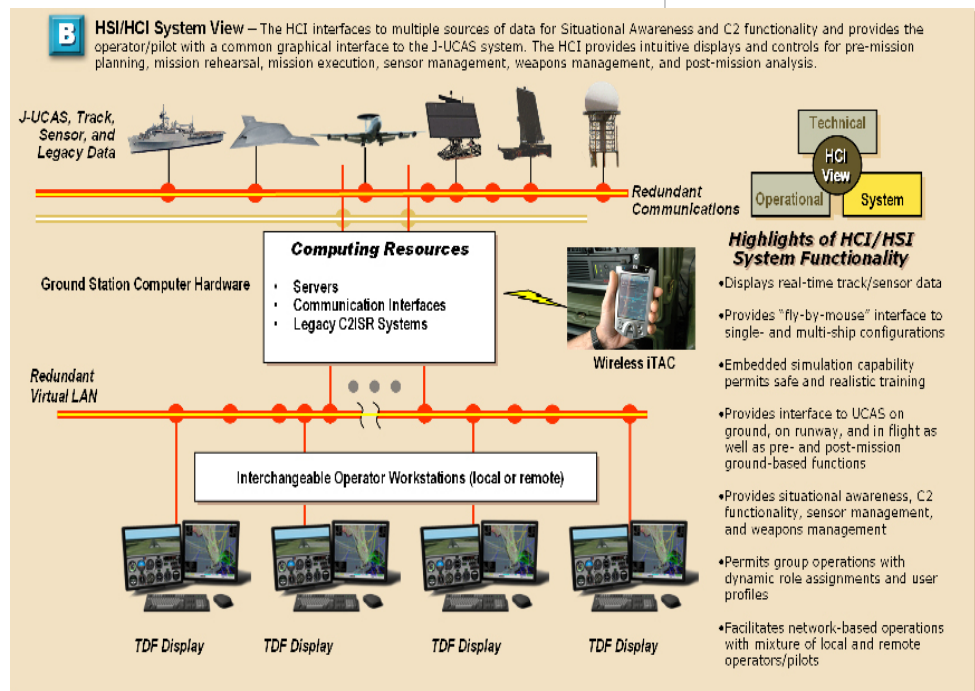 B
HSI/HCI System View – The HCI interfaces to multiple sources of data for Situational Awareness and C2 functionality and provides the
operator/pilot with a common graphical interface to the J-UCAS system. The HCI provides intuitive displays and controls for pre-mission
planning, mission rehearsal, mission execution, sensor management, weapons management, and post-mission analysis.
J-UCAS, Track,
Sensor, and
Legacy Data
Redundant
Communications
Technical
HCI
View
Operational
System
Computing Resources
• Servers
• Communication Interfaces
• Legacy C2ISR Systems
Ground Station Computer Hardware
Wireless iTAC
Redundant
Virtual LAN
Interchangeable Operator Workstations (local or remote)
TDF Display
TDF Display
TDF Display
TDF Display
Highlights of HCI/HSI
System Functionality
•Displays real-time track/sensor data
•Provides “fly-by-mouse” interface to
single- and multi-ship configurations
•Embedded simulation capability
permits safe and realistic training
•Provides interface to UCAS on
ground, on runway, and in flight as
well as pre- and post-mission
ground-based functions
•Provides situational awareness, C2
functionality, sensor management,
and weapons management
•Permits group operations with
dynamic role assignments and user
profiles
•Facilitates network-based operations
with mixture of local and remote
operators/pilots